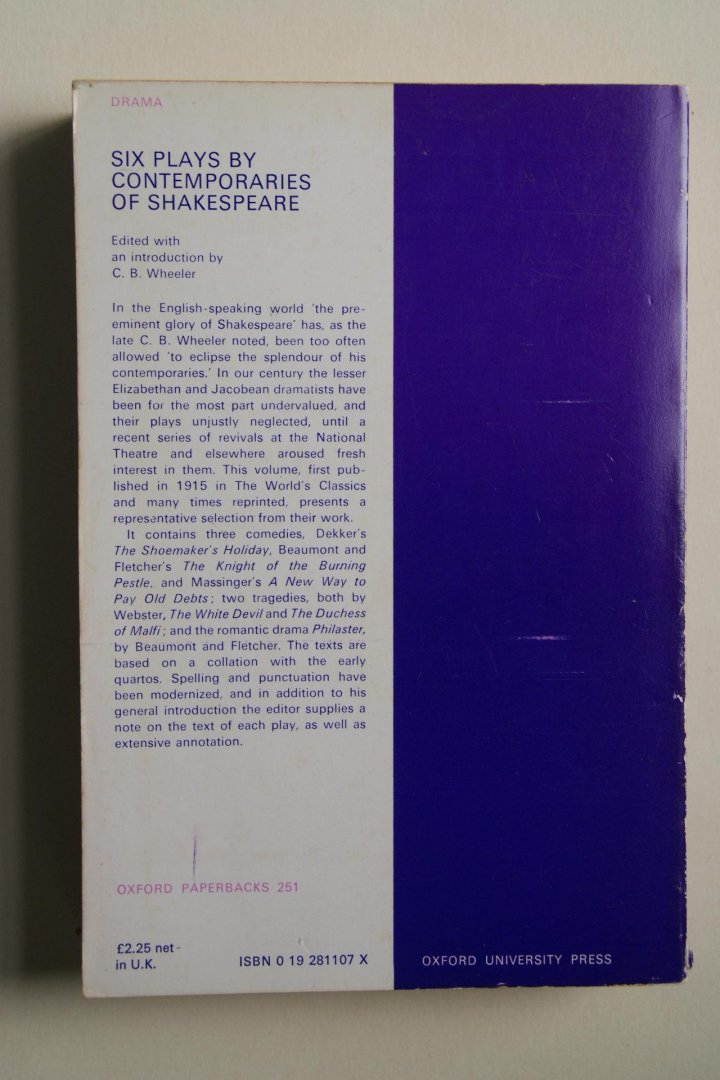 DRAMA
SIX PLAYS BY
CONTEMPORARIES
OF SHAKESPEARE
Edited with
an introduction by
C. B. Wheeler
In the English-speaking world 'the pre-
eminent glory of Shakespeare' has, as the
late C. B. Wheeler noted, been too often
allowed 'to eclipse the splendour of his
contemporaries.' In our century the lesser
Elizabethan and Jacobean dramatists have
been for the most part undervalued, and
their plays unjustly neglected, until a
recent series of revivals at the National
Theatre and elsewhere aroused fresh
interest in them. This volume, first pub-
lished in 1915 in The World's Classics
and many times reprinted, presents a
representative selection from their work.
It contains three comedies, Dekker's
The Shoemaker's Holiday, Beaumont and
Fletcher's The Knight of the Burning
Pestle, and Massinger's A New Way to
Pay Old Debts; two tragedies, both by
Webster, The White Devil and The Duchess
of Malfi; and the romantic drama Philaster,
by Beaumont and Fletcher. The texts are
based on a collation with the early
quartos. Spelling and punctuation have
been modernized, and in addition to his
general introduction the editor supplies a
note on the text of each play, as well as
extensive annotation.
OXFORD PAPERBACKS 251
£2.25 net
in U.K.
ISBN 0 19 281107 X
OXFORD UNIVERSITY PRESS